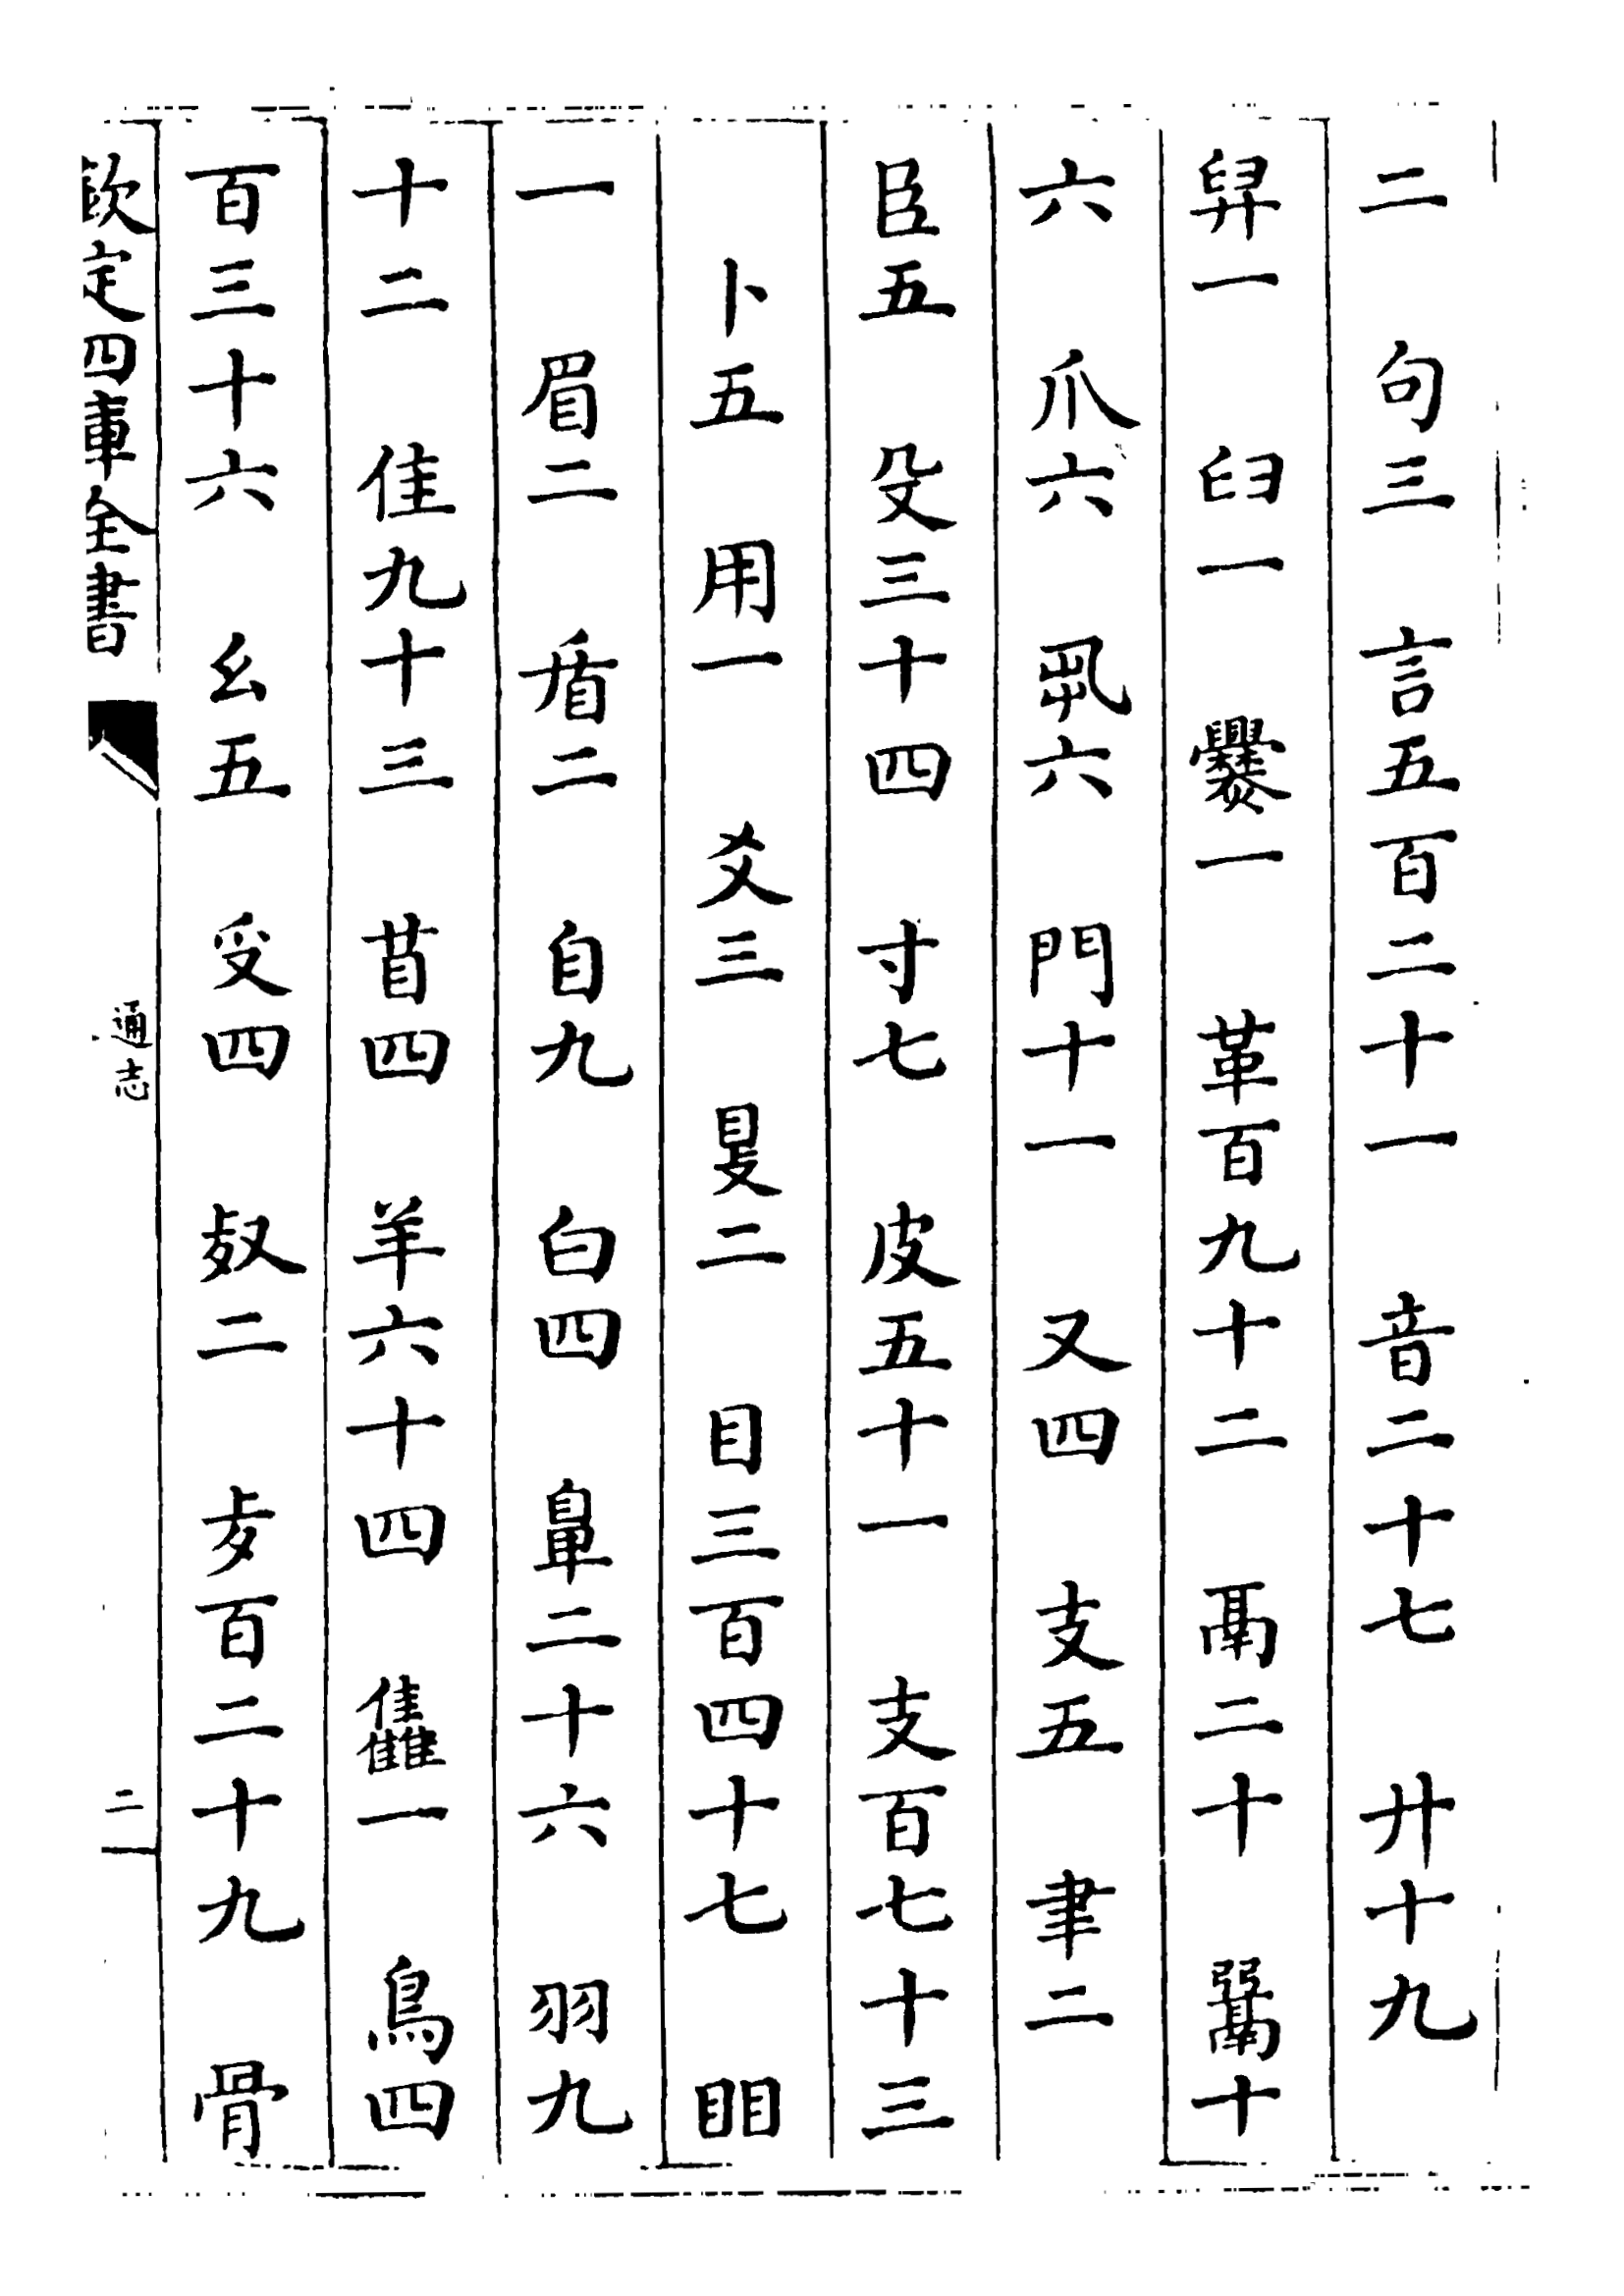 二　句三　言五百二十一　音二十七　廾十九
舁一　臼一　爨一　革百九十二　鬲二十　䰜十
六　爪六　丮六　鬥十一　又四　支五　聿二
臣五　殳三十四　寸七　皮五十一　支百七十三
卜五　用一　爻三　㫐二　目三百四十七　䀠
一　眉二　盾二　自九　白四　鼻二十六　羽九
十二　隹九十三　苜四　羊六十四　雥一　鳥四
百三十六　幺五　𠬪四　𣦼二　歺百二十九　骨
欽定四庫全書
通志
二